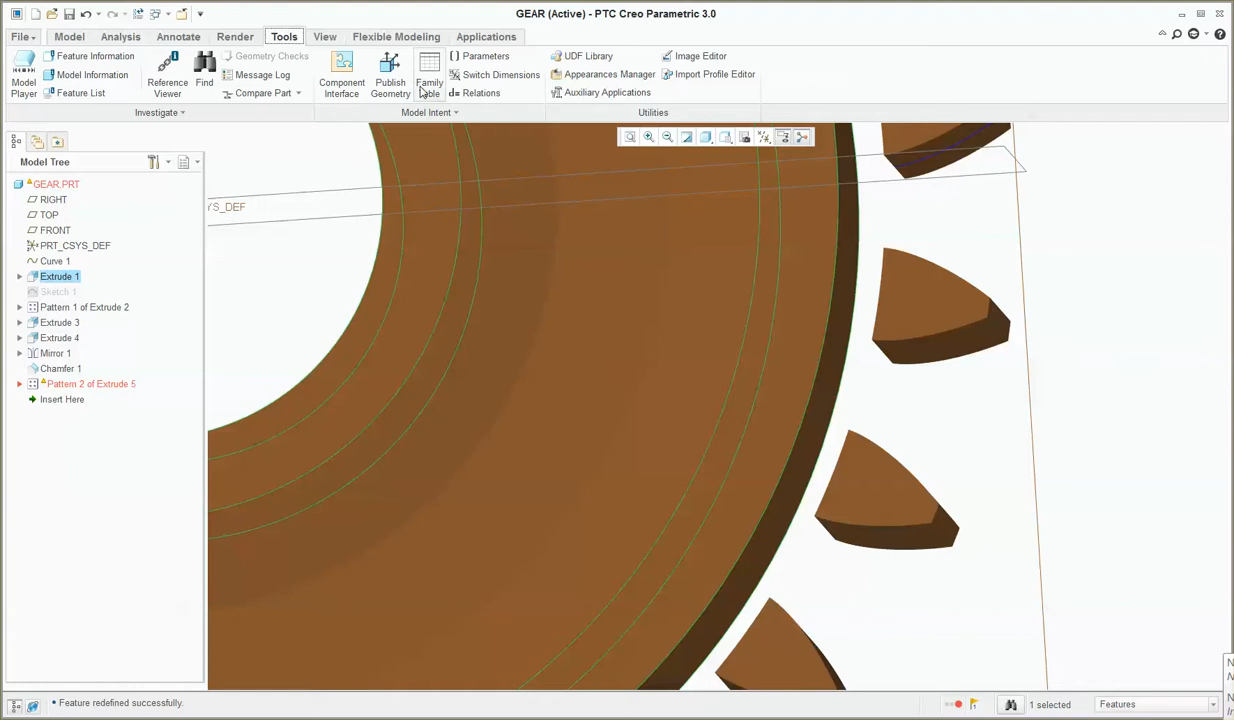 GEAR (Active) - PTC Creo Parametric 3.0
File Model Analysis Annotate Render Tools View Flexible Modeling Applications
Model Player
Feature Information
Model Information
Feature List
Reference Viewer
Find
Geometry Checks
Message Log
Compare Part
Investigate
Component Interface
Publish Geometry
Family
Parameters
Switch Dimensions
d= Relations
Model Intent
UDF Library
Appearances Manager
Auxiliary Applications
Image Editor
Import Profile Editor
Utilities
Model Tree
GEAR.PRT
RIGHT
TOP
FRONT
PRT_CSYS_DEF
Curve 1
Extrude 1
Sketch 1
Pattern 1 of Extrude 2
Extrude 3
Extrude 4
Mirror 1
Chamfer 1
Pattern 2 of Extrude 5
Insert Here
YS_DEF
• Feature redefined successfully.
1 selected
Features